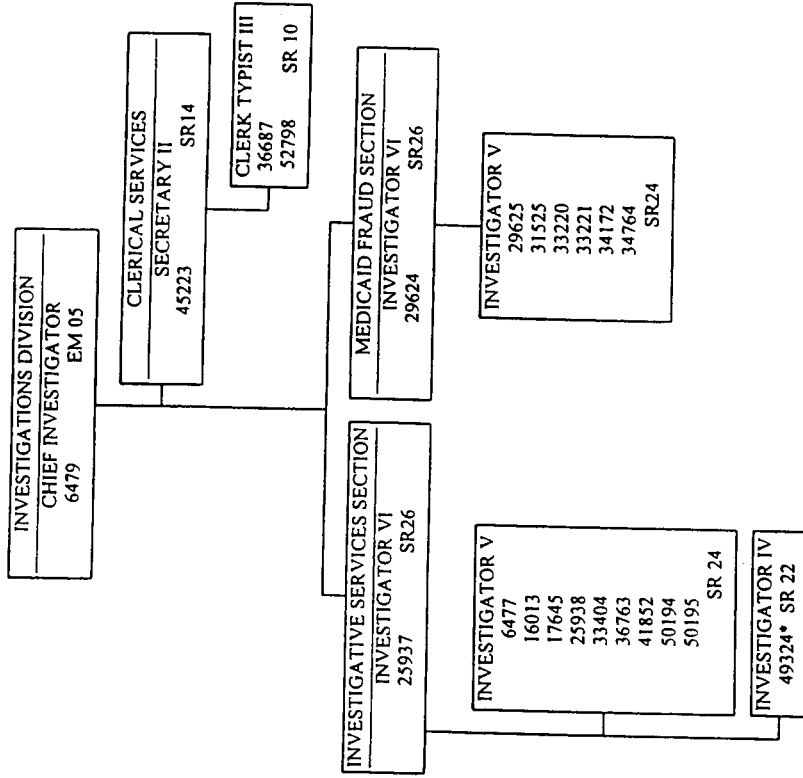 INVESTIGATIONS DIVISION
CHIEF INVESTIGATOR
6479 EM 05
CLERICAL SERVICES
SECRETARY II
45223 SR14
CLERK TYPIST III
36687
52798 SR 10
INVESTIGATIVE SERVICES SECTION
INVESTIGATOR VI
25937 SR26
INVESTIGATOR V
6477
16013
17645
25938
33404
36763
41852
50194
50195
SR 24
INVESTIGATOR IV
49324* SR 22
MEDICAID FRAUD SECTION
INVESTIGATOR VI
29624 SR26
INVESTIGATOR V
29625
31525
33220
33221
34172
34764
SR24